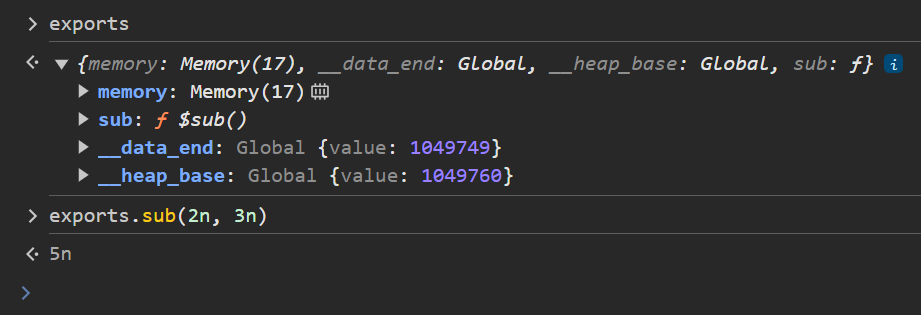 > exports
{memory: Memory(17), __data_end: Global, __heap_base: Global, sub: ƒ} i
memory: Memory(17)
sub: ƒ $sub()
__data_end: Global {value: 1049749}
__heap_base: Global {value: 1049760}
> exports.sub(2n, 3n)
5n
>